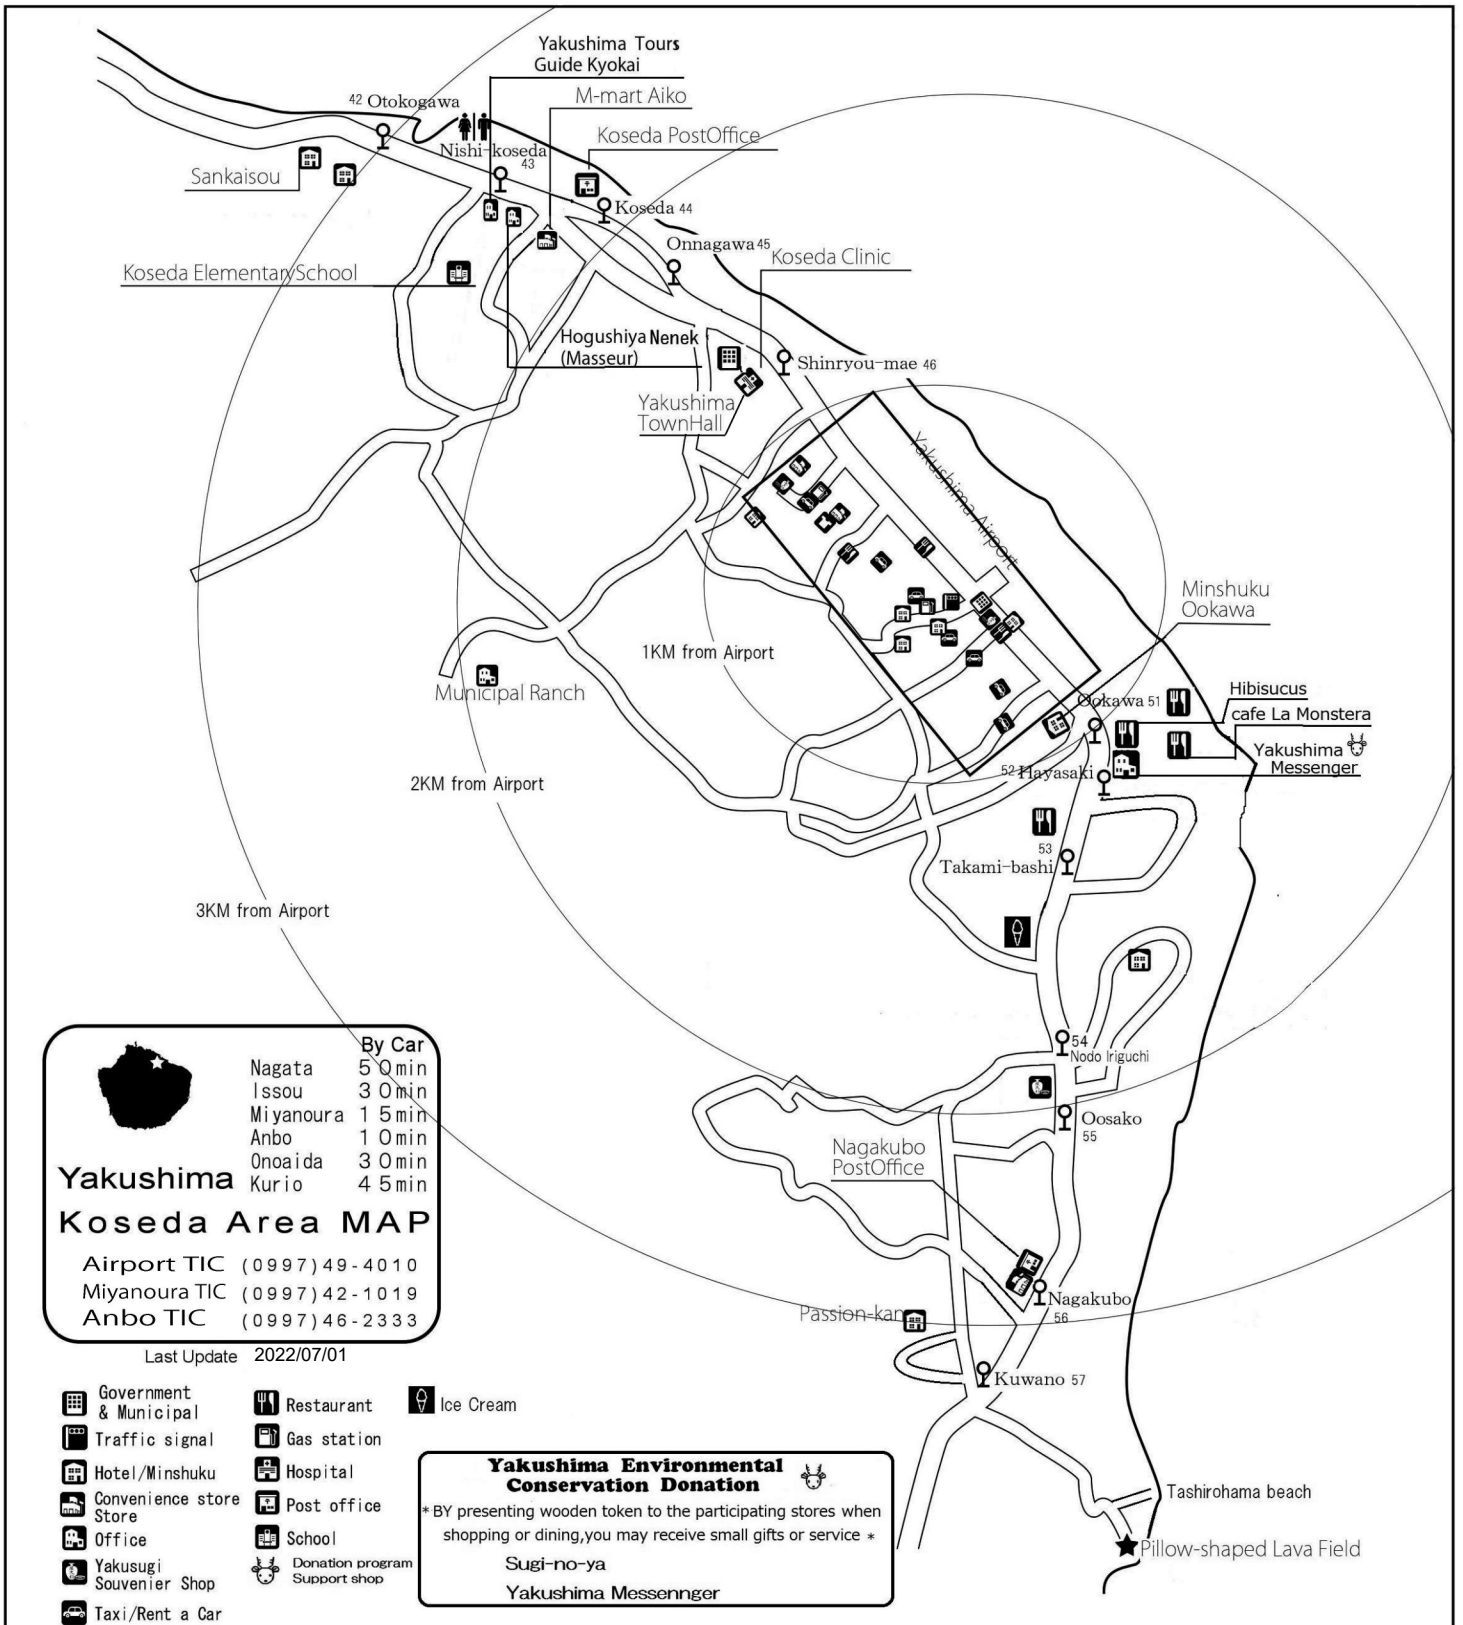 Yakushima Tours
Guide Kyokai
M-mart Aiko
42 Otokogawa
Koseda PostOffice
Nishi-koseda
43
Sankaisou
Koseda 44
Onnagawa 45
Koseda Clinic
Koseda Elementary School
Hogushiya Nenek
(Masseur)
Shinryou-mae 46
Yakushima
TownHall
Yakushima Airport
Minshuku
Ookawa
1KM from Airport
Municipal Ranch
Ookawa 51
Hibisucus
cafe La Monstera
Yakushima
Messenger
52 Hayasaki
2KM from Airport
53
Takami-bashi
3KM from Airport
54
Nodo Iriguchi
Oosako
55
Nagakubo
PostOffice
Nagakubo
56
Passion-kan
Kuwano 57
Tashirohama beach
Pillow-shaped Lava Field
By Car
Nagata 50min
Issou 30min
Miyanoura 15min
Anbo 10min
Onoaida 30min
Kurio 45min
Yakushima
Koseda Area MAP
Airport TIC (0997)49-4010
Miyanoura TIC (0997)42-1019
Anbo TIC (0997)46-2333
Last Update 2022/07/01
Government
& Municipal
Traffic signal
Hotel/Minshuku
Convenience store
Store
Office
Yakusugi
Souvenier Shop
Taxi/Rent a Car
Restaurant
Gas station
Hospital
Post office
School
Donation program
Support shop
Ice Cream
Yakushima Environmental
Conservation Donation
* BY presenting wooden token to the participating stores when
shopping or dining,you may receive small gifts or service *
Sugi-no-ya
Yakushima Messennger